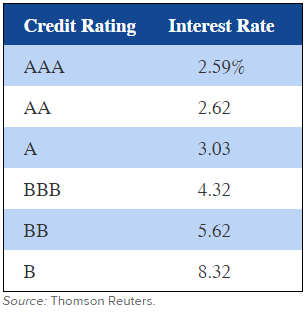 Credit Rating Interest Rate
AAA 2.59%
AA 2.62
A 3.03
BBB 4.32
BB 5.62
B 8.32
Source: Thomson Reuters.